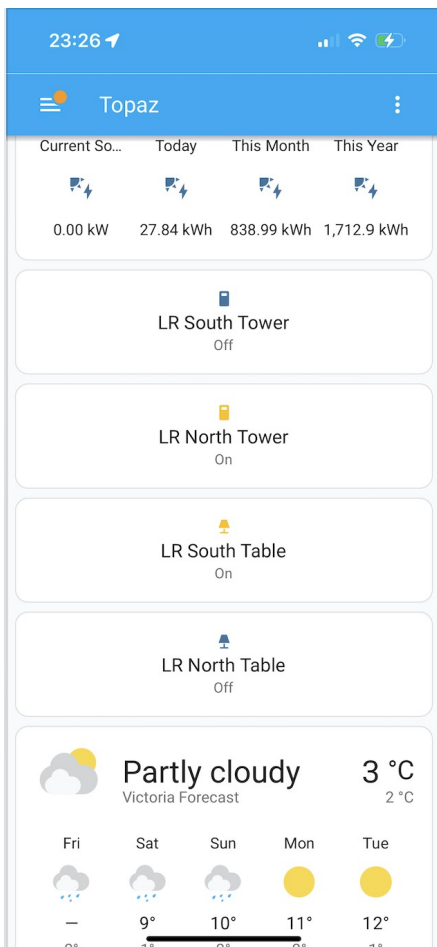 23:26
Topaz
Current So... Today This Month This Year
0.00 kW 27.84 kWh 838.99 kWh 1,712.9 kWh
LR South Tower
Off
LR North Tower
On
LR South Table
On
LR North Table
Off
Partly cloudy 3 °C
Victoria Forecast 2 °C
Fri Sat Sun Mon Tue
— 9° 10° 11° 12°